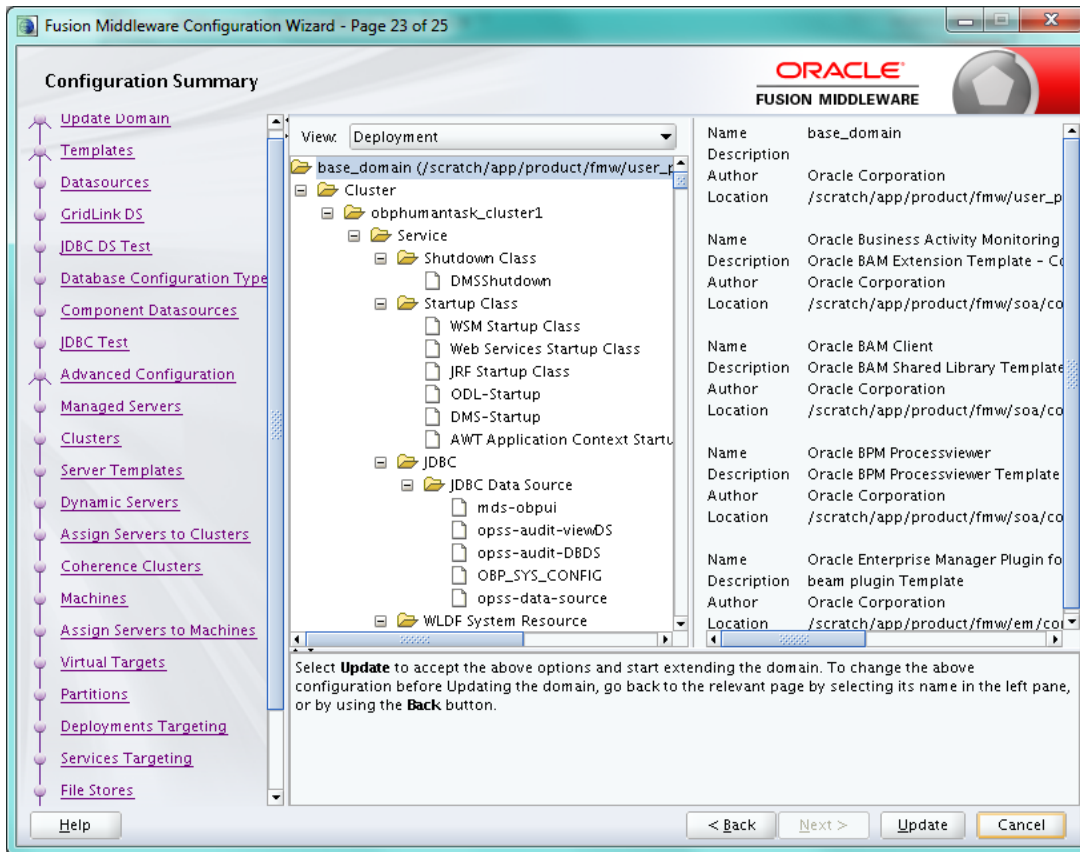 Fusion Middleware Configuration Wizard - Page 23 of 25
Configuration Summary
ORACLE
FUSION MIDDLEWARE
Update Domain
Templates
Datasources
GridLink DS
JDBC DS Test
Database Configuration Type
Component Datasources
JDBC Test
Advanced Configuration
Managed Servers
Clusters
Server Templates
Dynamic Servers
Assign Servers to Clusters
Coherence Clusters
Machines
Assign Servers to Machines
Virtual Targets
Partitions
Deployments Targeting
Services Targeting
File Stores
View: Deployment
base_domain (/scratch/app/product/fmw/user_p
Cluster
obphumantask_cluster1
Service
Shutdown Class
DMSShutdown
Startup Class
WSM Startup Class
Web Services Startup Class
JRF Startup Class
ODL-Startup
DMS-Startup
AWT Application Context Startu
JDBC
JDBC Data Source
mds-obpui
opss-audit-viewDS
opss-audit-DBDS
OBP_SYS_CONFIG
opss-data-source
WLDF System Resource
Name base_domain
Description
Author Oracle Corporation
Location /scratch/app/product/fmw/user_p
Name Oracle Business Activity Monitoring
Description Oracle BAM Extension Template - Co
Author Oracle Corporation
Location /scratch/app/product/fmw/soa/co
Name Oracle BAM Client
Description Oracle BAM Shared Library Template
Author Oracle Corporation
Location /scratch/app/product/fmw/soa/co
Name Oracle BPM Processviewer
Description Oracle BPM Processviewer Template
Author Oracle Corporation
Location /scratch/app/product/fmw/soa/co
Name Oracle Enterprise Manager Plugin fo
Description beam plugin Template
Author Oracle Corporation
Location /scratch/app/product/fmw/em/co
Select Update to accept the above options and start extending the domain. To change the above
configuration before Updating the domain, go back to the relevant page by selecting its name in the left pane,
or by using the Back button.
Help
< Back
Next >
Update
Cancel